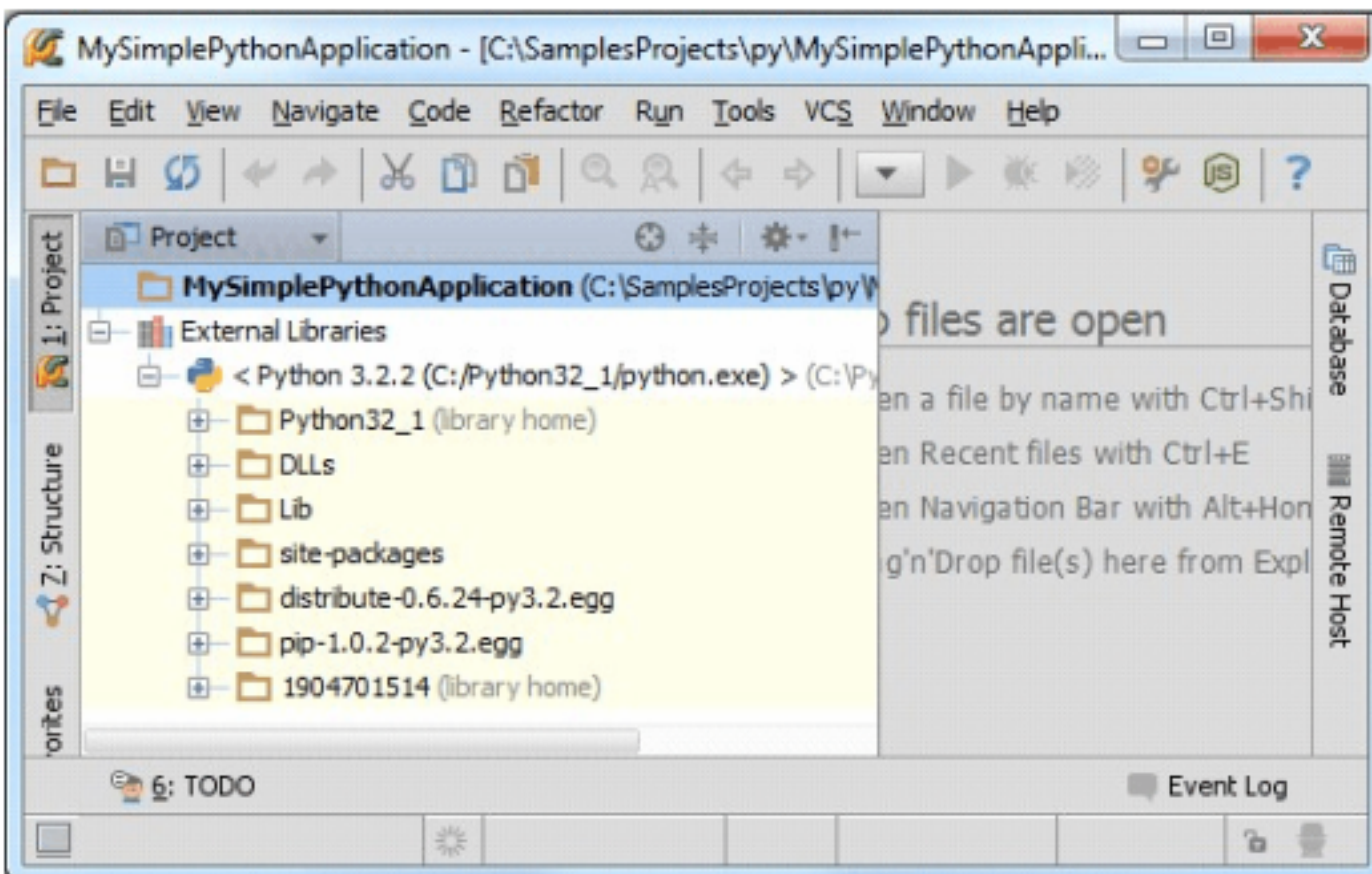 MySimplePythonApplication - [C:\SamplesProjects\py\MySimplePythonAppli...
File Edit View Navigate Code Refactor Run Tools VCS Window Help
JS ?
1: Project
Z: Structure
orites
Project
MySimplePythonApplication (C:\SamplesProjects\py\M
External Libraries
< Python 3.2.2 (C:/Python32_1/python.exe) > (C:\Py
Python32_1 (library home)
DLLs
Lib
site-packages
distribute-0.6.24-py3.2.egg
pip-1.0.2-py3.2.egg
1904701514 (library home)
files are open
en a file by name with Ctrl+Shi
en Recent files with Ctrl+E
en Navigation Bar with Alt+Hom
g'n'Drop file(s) here from Expl
Database
Remote Host
6: TODO
Event Log